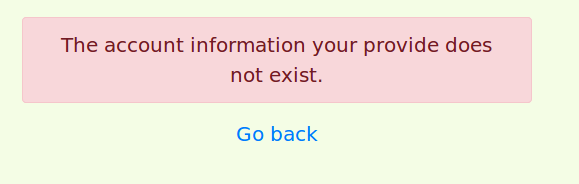 The account information your provide does
not exist.
Go back